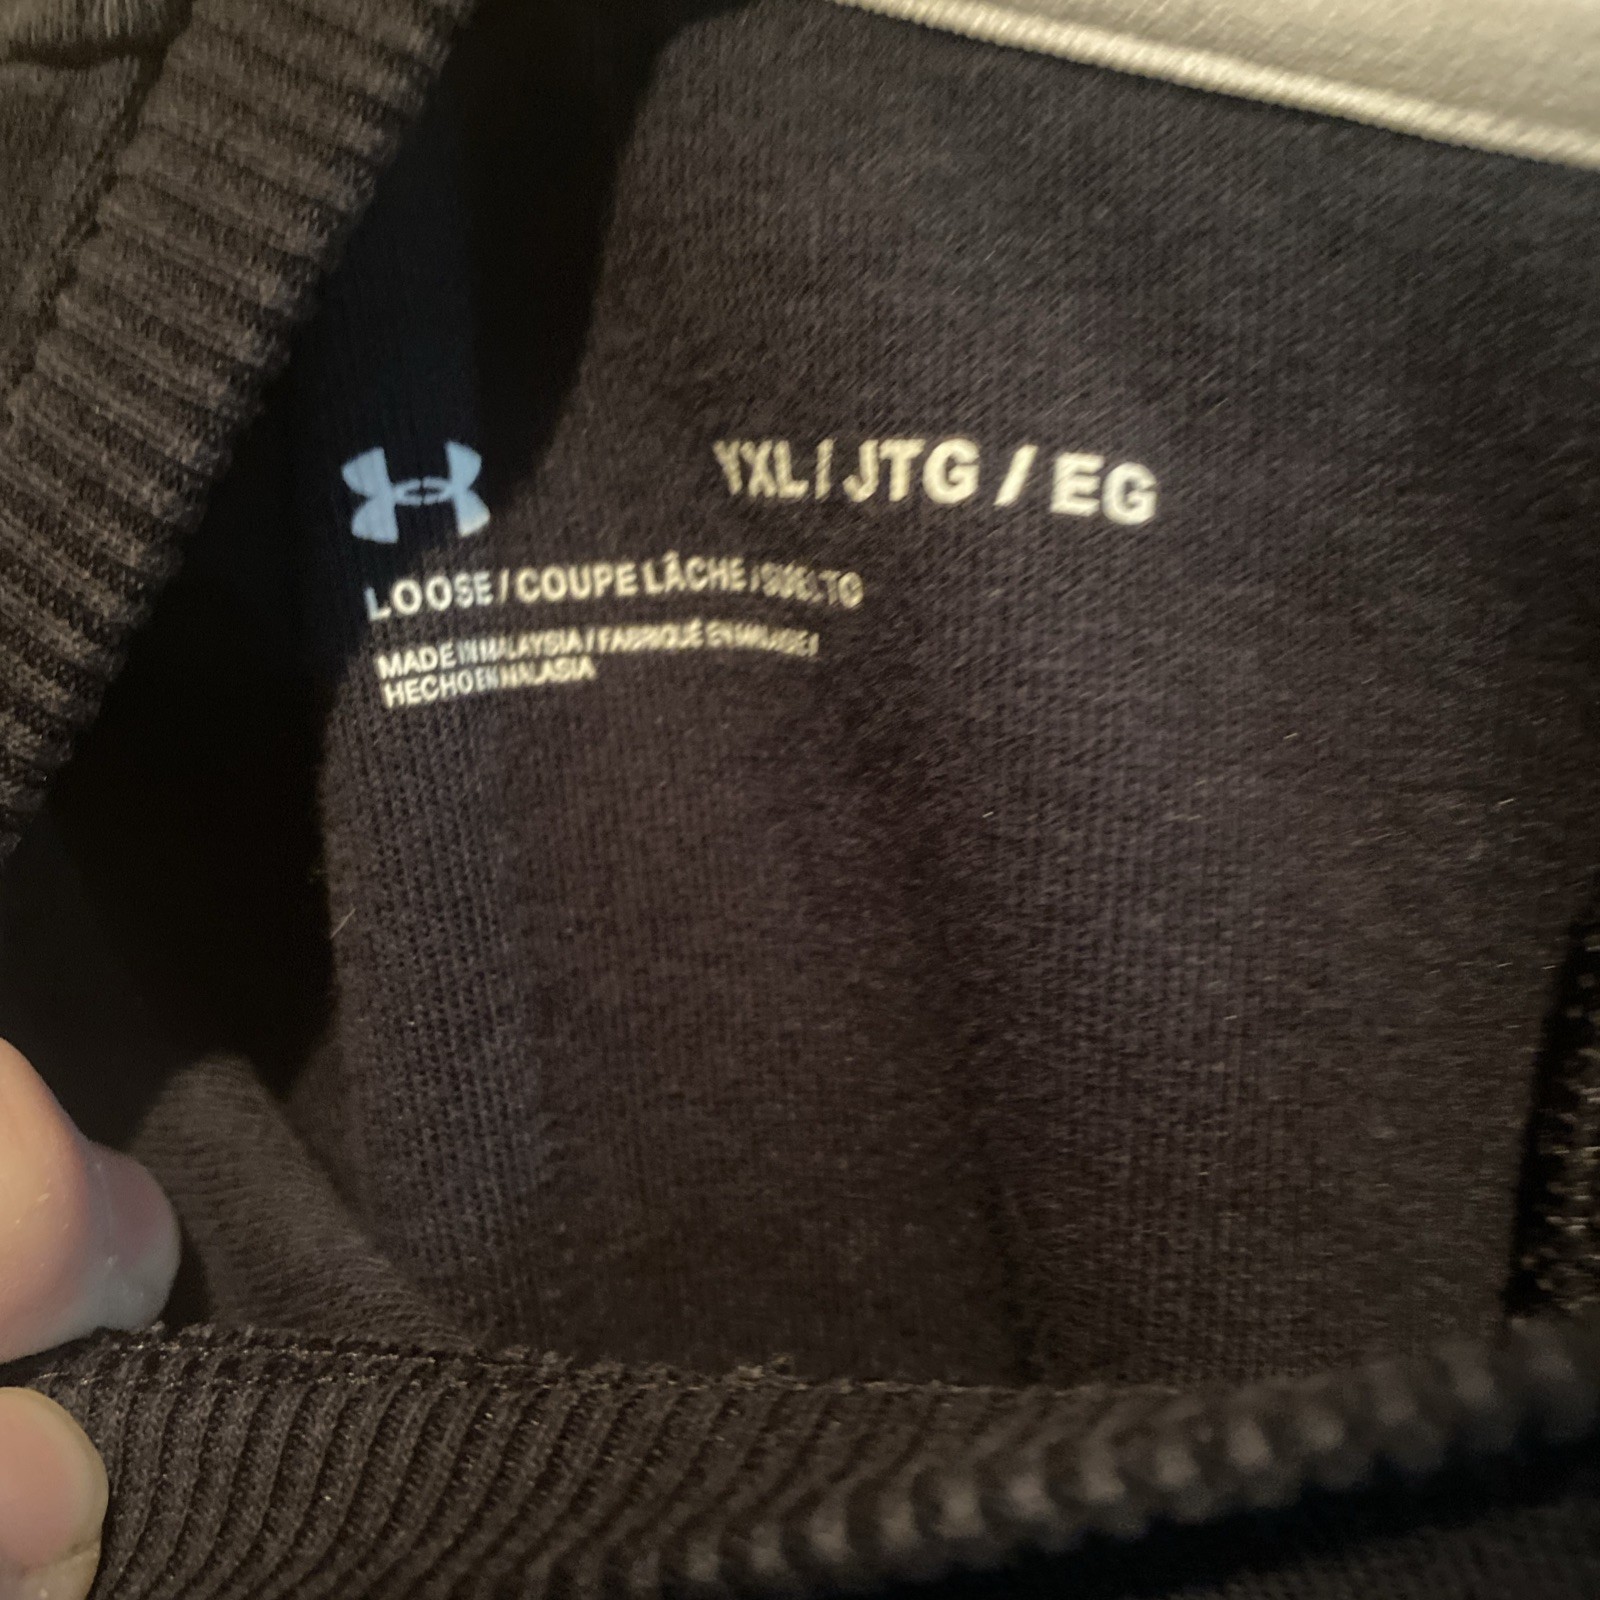 YXL / JTG / EG
LOOSE / COUPE LÂCHE / SUELTO
MADE IN MALAYSIA / FABRIQUÉ EN MALAISIE /
HECHO EN MALASIA